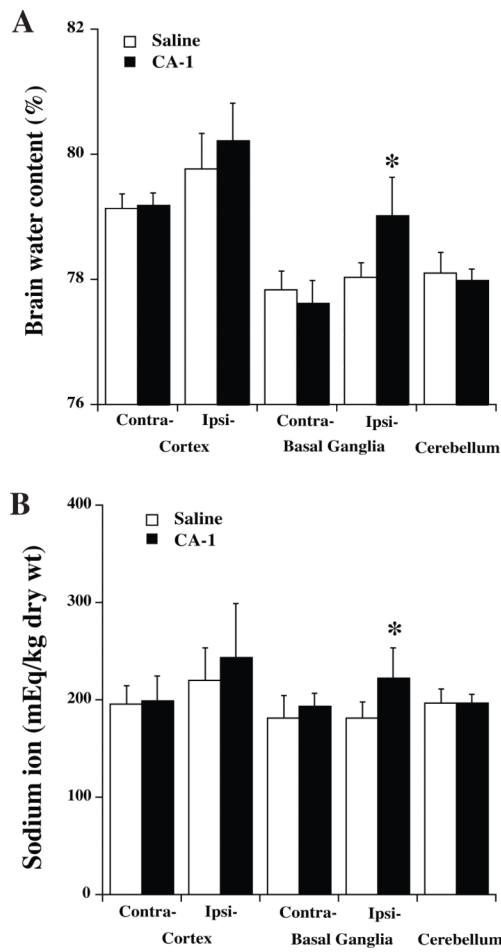 A
Saline
CA-1
Brain water content (%)
82
80
78
76
*
Contra- Ipsi- Contra- Ipsi-
Cortex Basal Ganglia Cerebellum
B
Saline
CA-1
Sodium ion (mEq/kg dry wt)
400
300
200
100
0
*
Contra- Ipsi- Contra- Ipsi-
Cortex Basal Ganglia Cerebellum